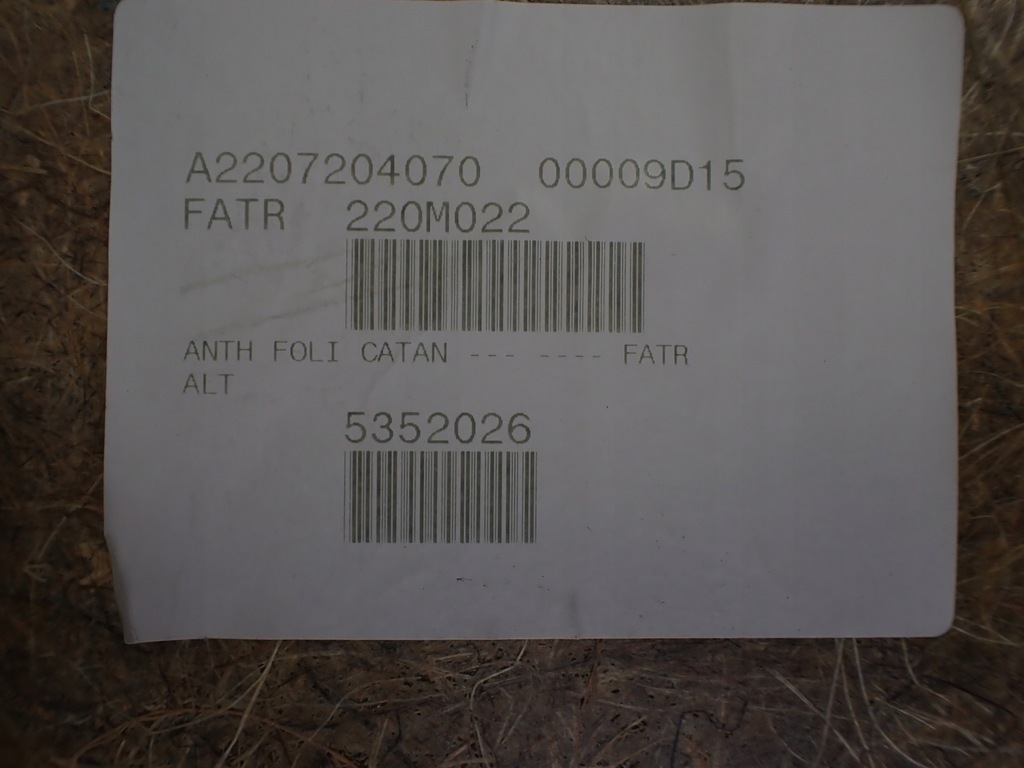 A2207204070 00009D15
FATR 220M022
ANTH FOLI CATAN --- ---- FATR
ALT
5352026